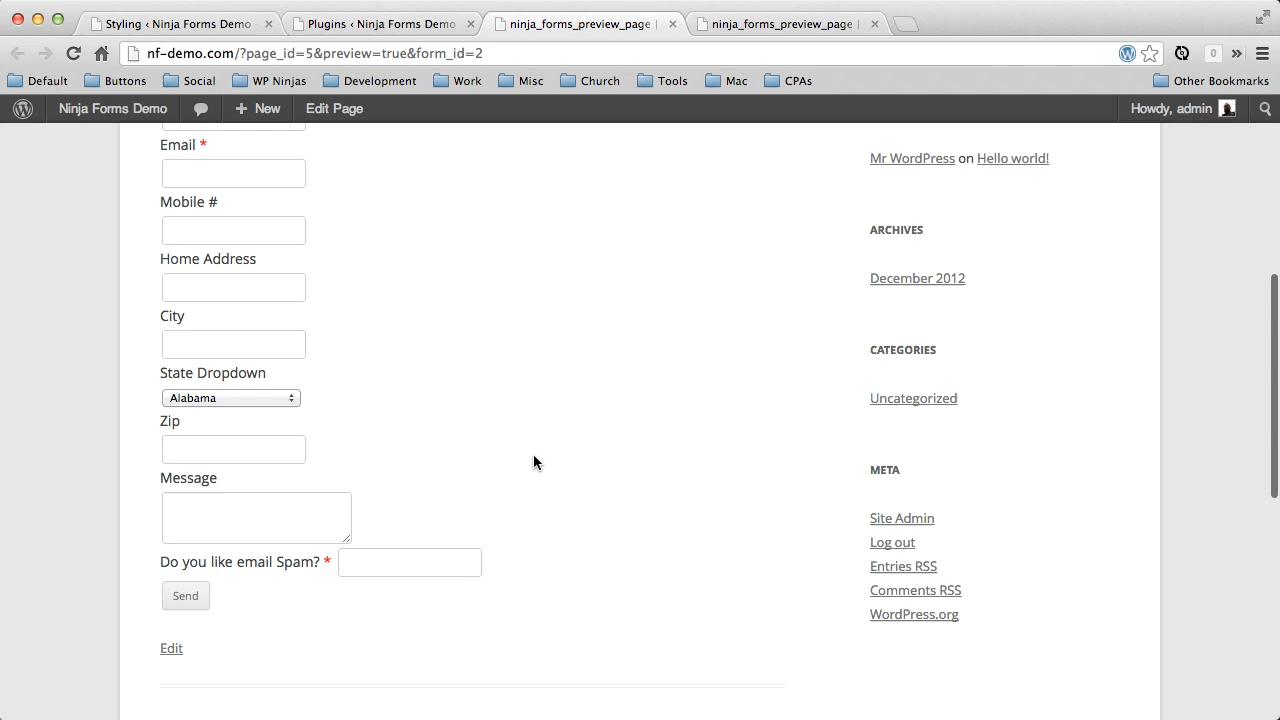 Styling ‹ Ninja Forms Demo
Plugins ‹ Ninja Forms Demo
ninja_forms_preview_page |
ninja_forms_preview_page |
nf-demo.com/?page_id=5&preview=true&form_id=2
0
Default
Buttons
Social
WP Ninjas
Development
Work
Misc
Church
Tools
Mac
CPAs
Other Bookmarks
Ninja Forms Demo
New
Edit Page
Howdy, admin
Email *
Mobile #
Home Address
City
State Dropdown
Alabama
Zip
Message
Do you like email Spam? *
Send
Edit
Mr WordPress on Hello world!
ARCHIVES
December 2012
CATEGORIES
Uncategorized
META
Site Admin
Log out
Entries RSS
Comments RSS
WordPress.org